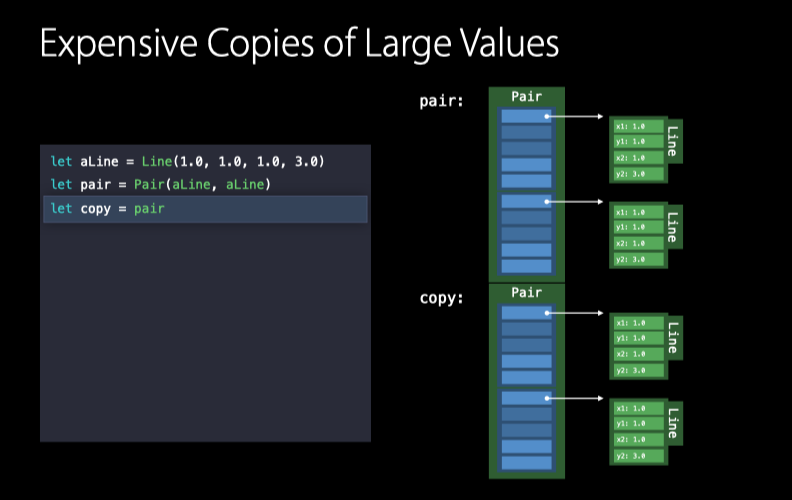 Expensive Copies of Large Values
let aLine = Line(1.0, 1.0, 1.0, 3.0)
let pair = Pair(aLine, aLine)
let copy = pair
pair:
Pair
x1: 1.0
y1: 1.0
x2: 1.0
y2: 3.0
Line
x1: 1.0
y1: 1.0
x2: 1.0
y2: 3.0
Line
copy:
Pair
x1: 1.0
y1: 1.0
x2: 1.0
y2: 3.0
Line
x1: 1.0
y1: 1.0
x2: 1.0
y2: 3.0
Line